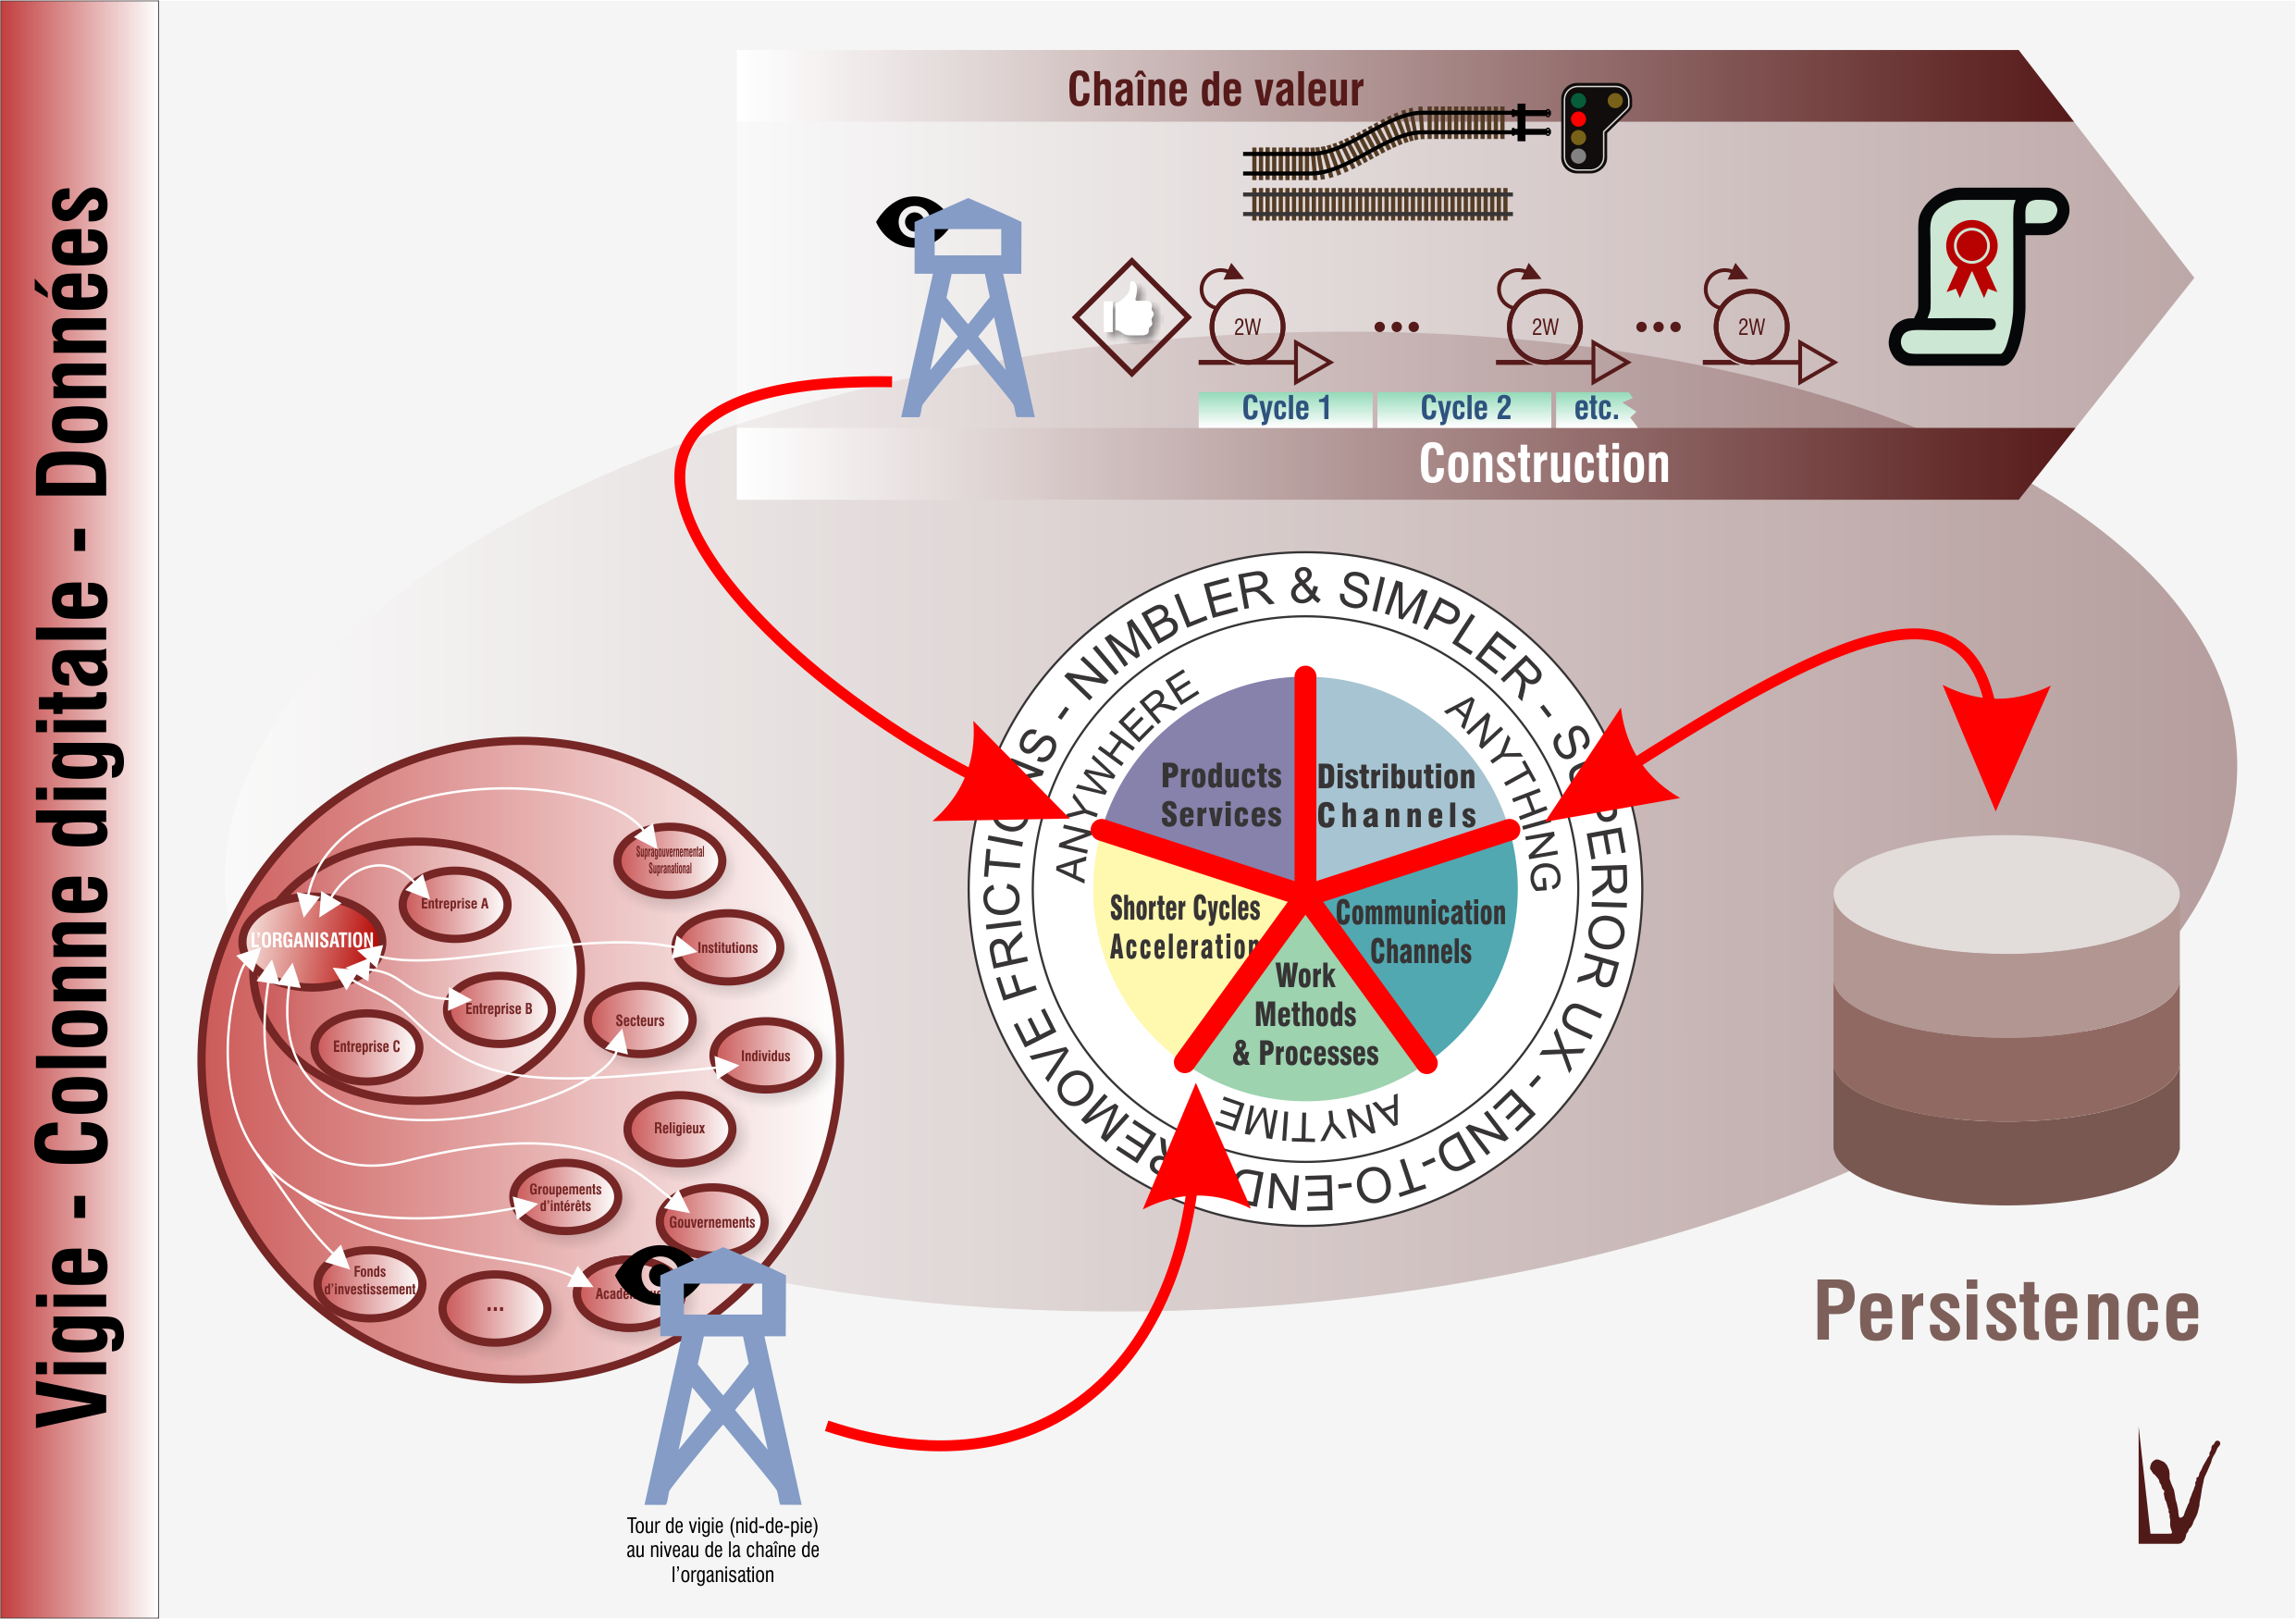 Vigie - Colonne digitale - Données
Chaîne de valeur
2W
2W
2W
Cycle 1
Cycle 2
etc.
Construction
NIMBLER & SIMPLER - SUPERIOR UX - END-TO-END
REMOVE FRICTIONS -
ANYWHERE
ANYTHING
ANYTIME
Products
Services
Distribution
Channels
Shorter Cycles
Acceleration
Communication
Channels
Work
Methods
& Processes
Supragouvernemental
Supranational
Entreprise A
L'ORGANISATION
Institutions
Entreprise B
Secteurs
Entreprise C
Individus
Religieux
Groupements
d'intérêts
Gouvernements
Fonds
d'investissement
...
Persistence
Tour de vigie (nid-de-pie)
au niveau de la chaîne de
l'organisation